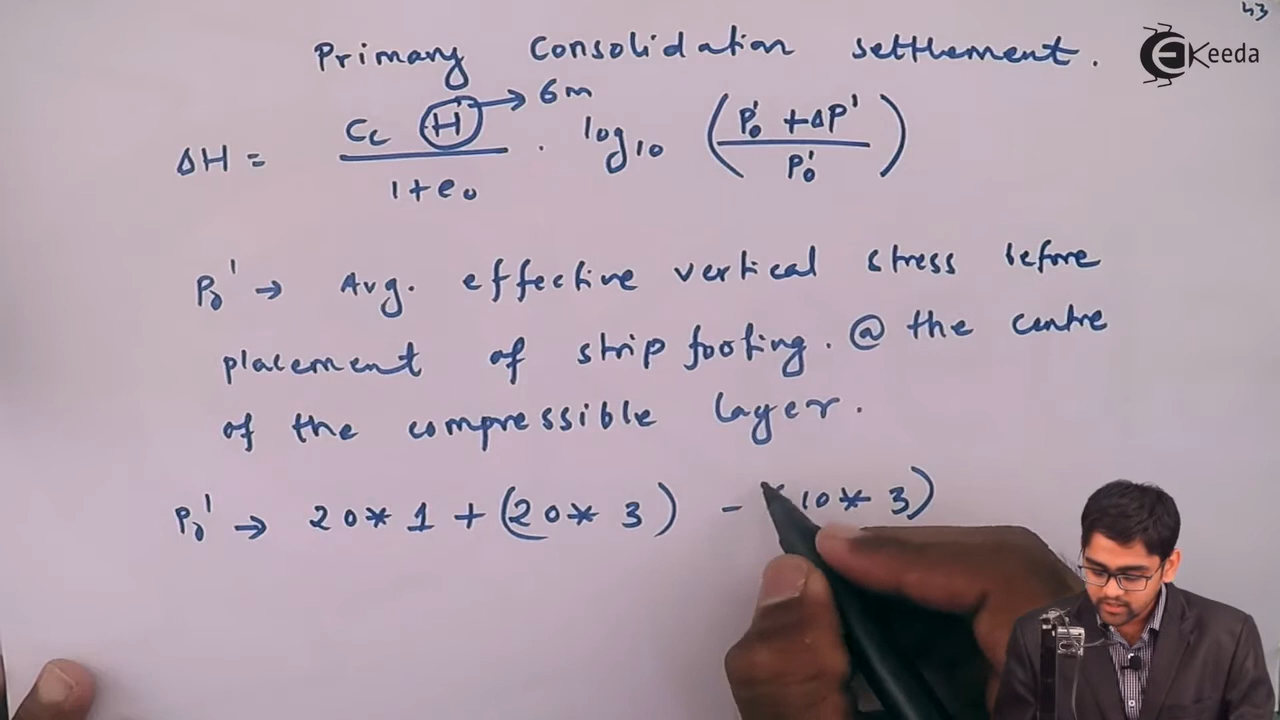 43
Ekeeda
Primary Consolidation settlement.
ΔH = Cc H / 1+e0 . log10 (P0' + ΔP' / P0') → 6m
P0' → Avg. effective vertical stress before
placement of strip footing. @ the centre
of the compressible layer.
P0' → 20* 1 + (20* 3) - (10* 3)